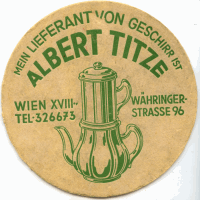 MEIN LIEFERANT VON GESCHIRR IST
ALBERT TITZE
WIEN XVIII·
TEL·326673
WÄHRINGER-
STRASSE 96